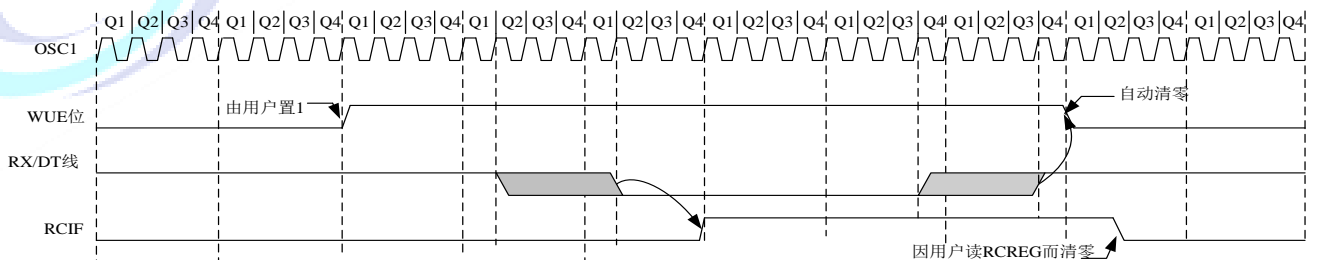 Q1 Q2 Q3 Q4 Q1 Q2 Q3 Q4 Q1 Q2 Q3 Q4 Q1 Q2 Q3 Q4 Q1 Q2 Q3 Q4 Q1 Q2 Q3 Q4 Q1 Q2 Q3 Q4 Q1 Q2 Q3 Q4 Q1 Q2 Q3 Q4 Q1 Q2 Q3 Q4
OSC1
自动清零
由用户置1
WUE位
RX/DT线
RCIF
因用户读RCREG而清零